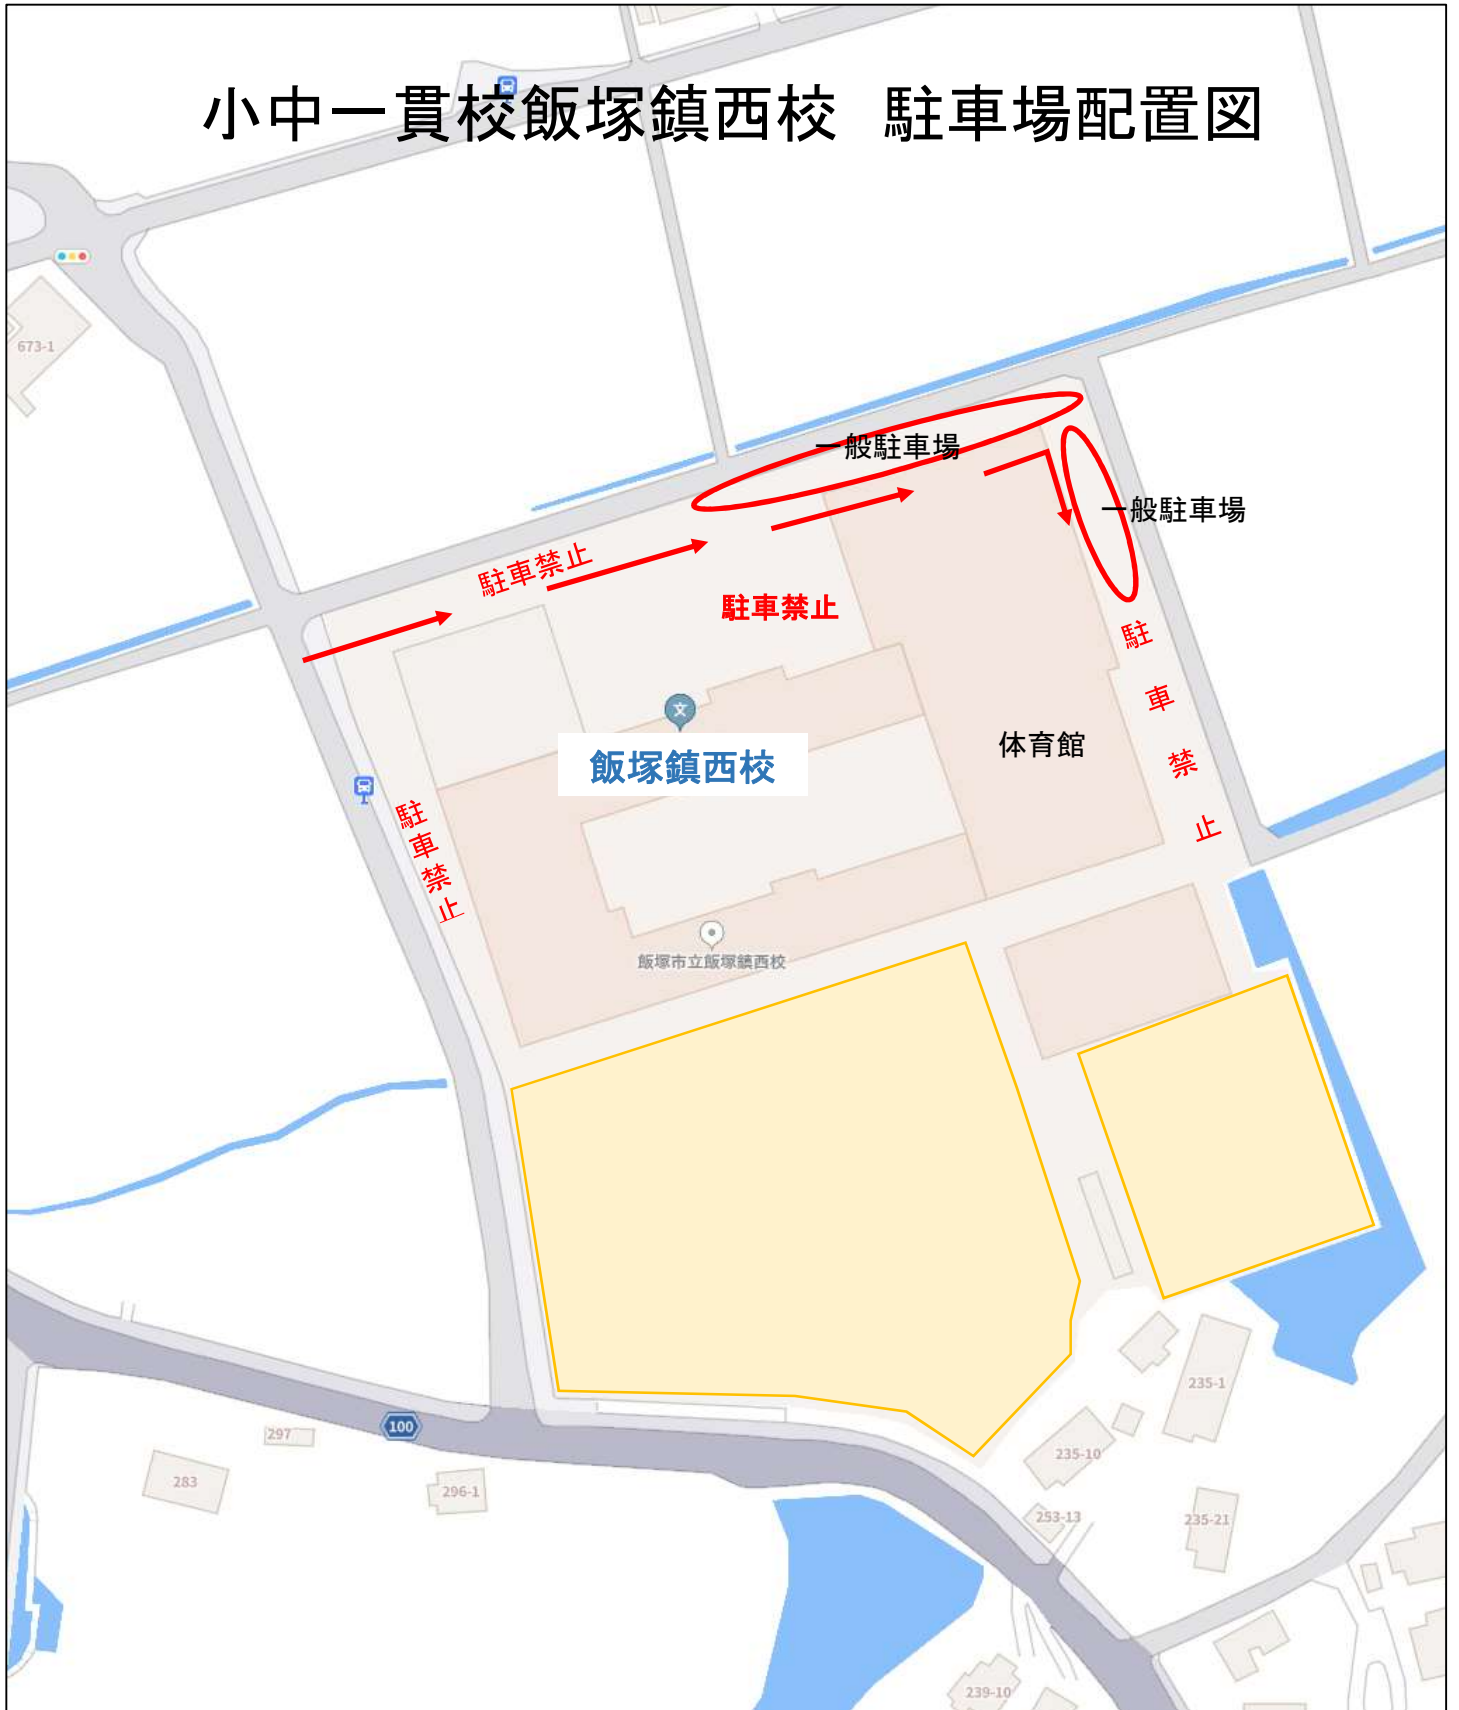 小中一貫校飯塚鎮西校　駐車場配置図
673-1
一般駐車場
一般駐車場
駐車禁止
駐車禁止
駐車禁止
文
飯塚鎮西校
体育館
駐車禁止
飯塚市立飯塚鎮西校
100
297
283
296-1
235-1
235-10
253-13
235-21
239-10